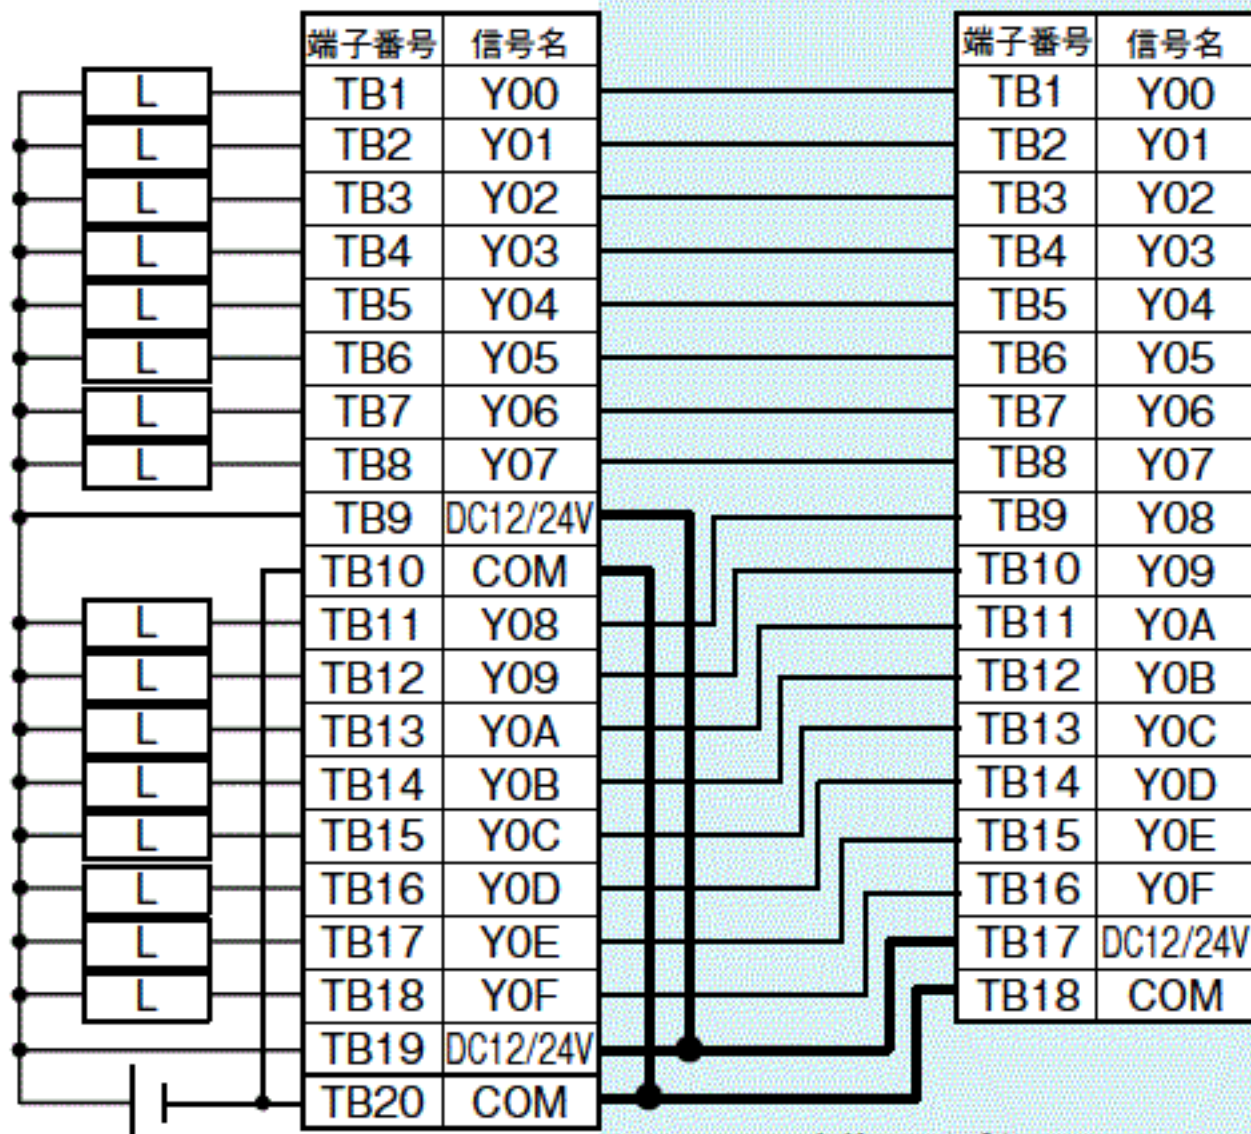 端子番号 信号名 端子番号 信号名
L TB1 Y00 TB1 Y00
L TB2 Y01 TB2 Y01
L TB3 Y02 TB3 Y02
L TB4 Y03 TB4 Y03
L TB5 Y04 TB5 Y04
L TB6 Y05 TB6 Y05
L TB7 Y06 TB7 Y06
L TB8 Y07 TB8 Y07
TB9 DC12/24V TB9 Y08
TB10 COM TB10 Y09
L TB11 Y08 TB11 Y0A
L TB12 Y09 TB12 Y0B
L TB13 Y0A TB13 Y0C
L TB14 Y0B TB14 Y0D
L TB15 Y0C TB15 Y0E
L TB16 Y0D TB16 Y0F
L TB17 Y0E TB17 DC12/24V
L TB18 Y0F TB18 COM
TB19 DC12/24V
TB20 COM